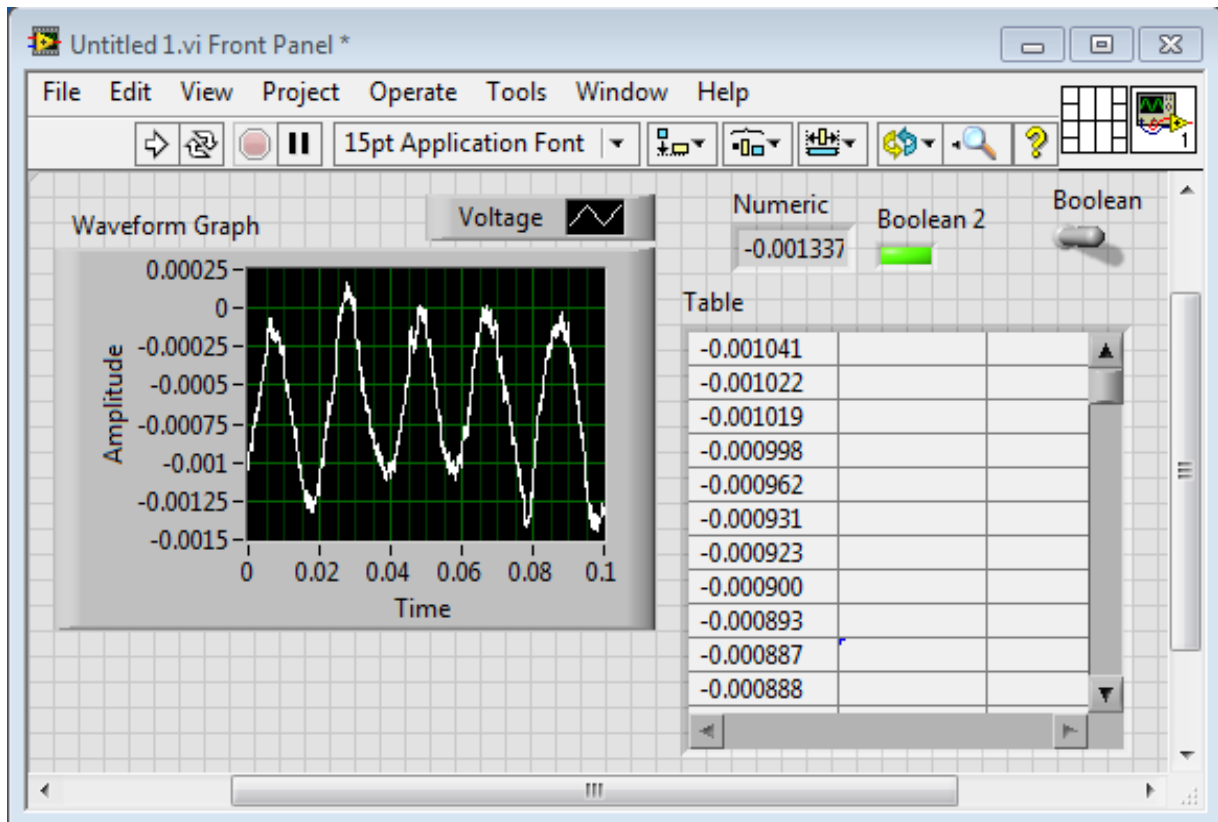 Untitled 1.vi Front Panel *
File Edit View Project Operate Tools Window Help
15pt Application Font
1
Waveform Graph
Voltage
0.00025
0
-0.00025
-0.0005
-0.00075
-0.001
-0.00125
-0.0015
Amplitude
0 0.02 0.04 0.06 0.08 0.1
Time
Numeric
-0.001337
Boolean 2
Boolean
Table
-0.001041
-0.001022
-0.001019
-0.000998
-0.000962
-0.000931
-0.000923
-0.000900
-0.000893
-0.000887
-0.000888